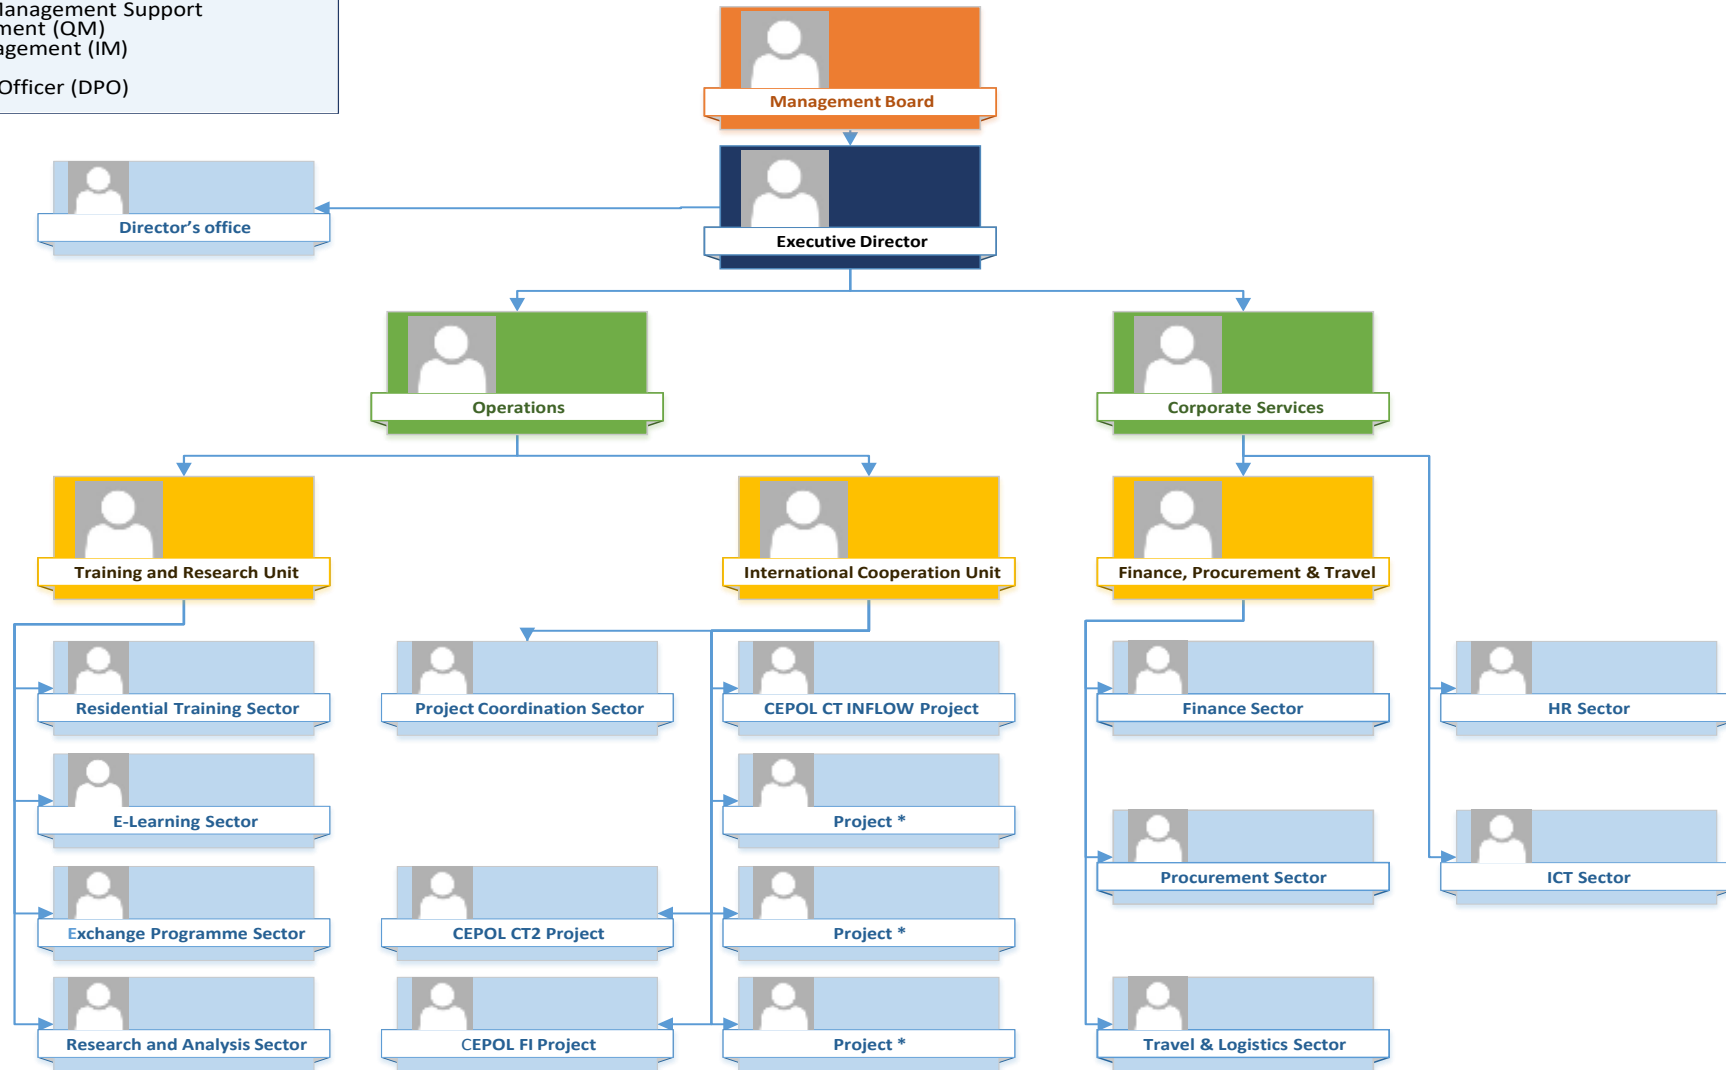 Management Support
ment (QM)
agement (IM)
Officer (DPO)
Management Board
Director's office
Executive Director
Operations
Corporate Services
Training and Research Unit
International Cooperation Unit
Finance, Procurement & Travel
Residential Training Sector
Project Coordination Sector
CEPOL CT INFLOW Project
Finance Sector
HR Sector
E-Learning Sector
Project *
Procurement Sector
ICT Sector
Exchange Programme Sector
CEPOL CT2 Project
Project *
Research and Analysis Sector
CEPOL FI Project
Project *
Travel & Logistics Sector